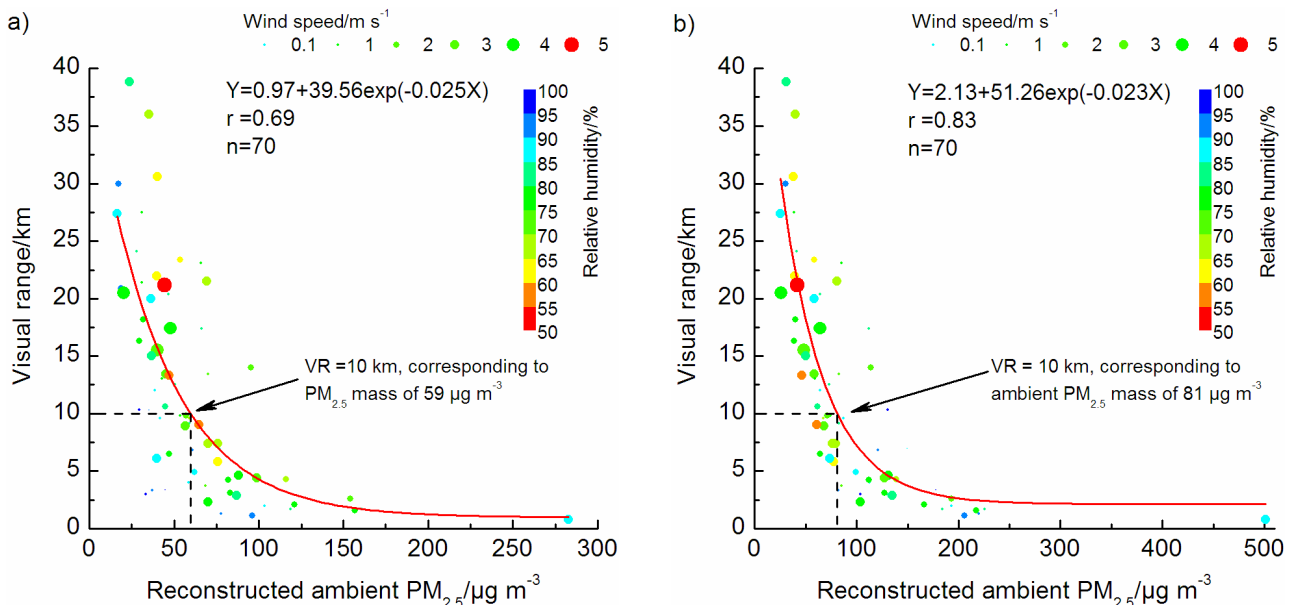 a)
Wind speed/m s⁻¹
0.1 1 2 3 4 5
40
35
30
25
20
15
10
5
0
Visual range/km
Y=0.97+39.56exp(-0.025X)
r =0.69
n=70
100
95
90
85
80
75
70
65
60
55
50
Relative humidity/%
VR =10 km, corresponding to
PM₂.₅ mass of 59 µg m⁻³
0 50 100 150 200 250 300
Reconstructed ambient PM₂.₅/µg m⁻³
b)
Wind speed/m s⁻¹
0.1 1 2 3 4 5
40
35
30
25
20
15
10
5
0
Visual range/km
Y=2.13+51.26exp(-0.023X)
r =0.83
n=70
100
95
90
85
80
75
70
65
60
55
50
Relative humidity/%
VR = 10 km, corresponding to
ambient PM₂.₅ mass of 81 µg m⁻³
0 100 200 300 400 500
Reconstructed ambient PM₂.₅/µg m⁻³